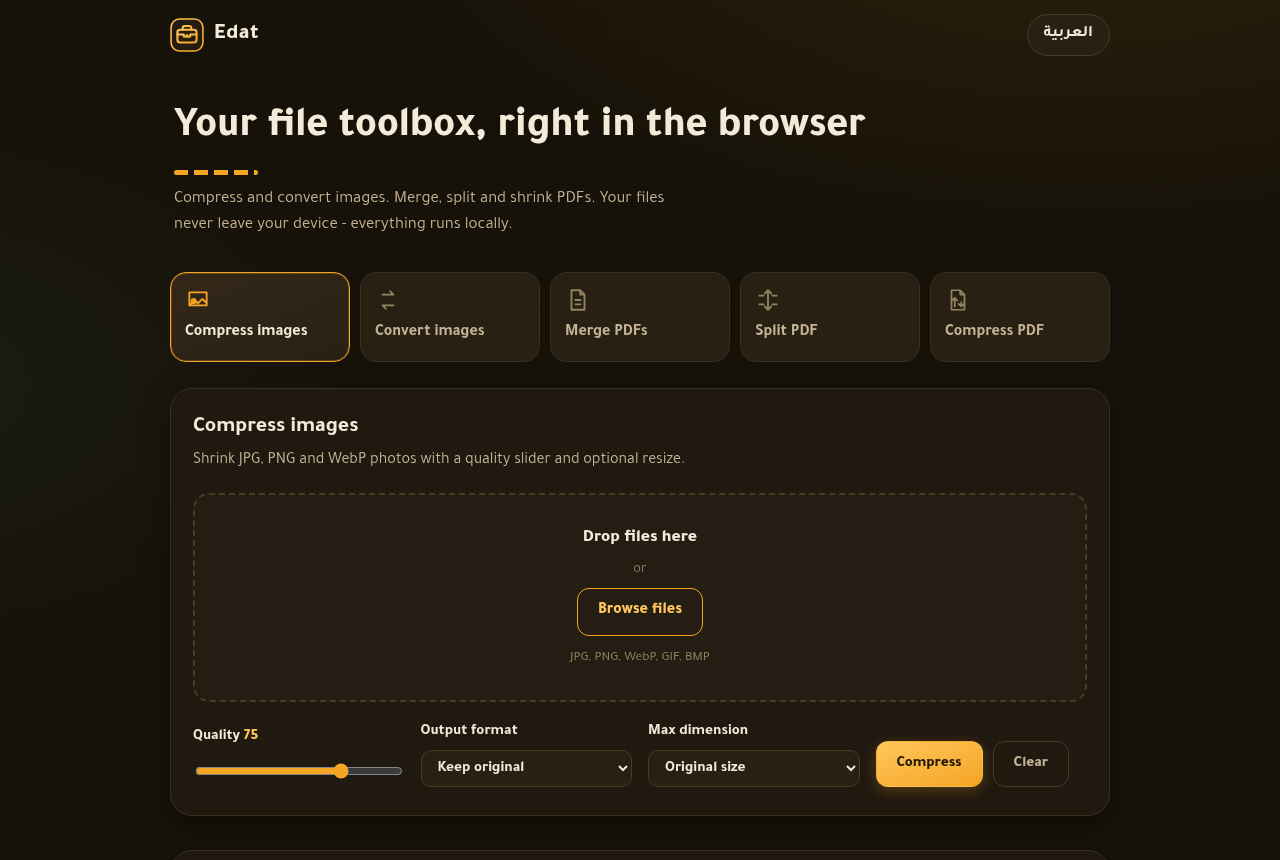 Edat
العربية
Your file toolbox, right in the browser
Compress and convert images. Merge, split and shrink PDFs. Your files
never leave your device - everything runs locally.
Compress images
Convert images
Merge PDFs
Split PDF
Compress PDF
Compress images
Shrink JPG, PNG and WebP photos with a quality slider and optional resize.
Drop files here
or
Browse files
JPG, PNG, WebP, GIF, BMP
Quality 75
Output format
Max dimension
Keep original
Original size
Compress
Clear